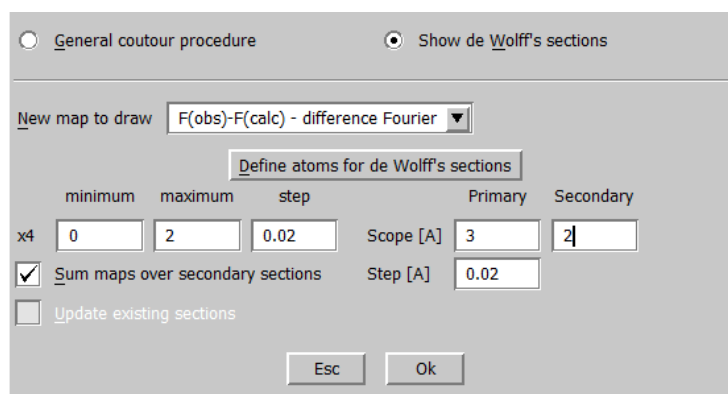 General coutour procedure Show de Wolff's sections
New map to draw F(obs)-F(calc) - difference Fourier
Define atoms for de Wolff's sections
minimum maximum step Primary Secondary
x4 0 2 0.02 Scope [A] 3 2
Sum maps over secondary sections Step [A] 0.02
Update existing sections
Esc Ok